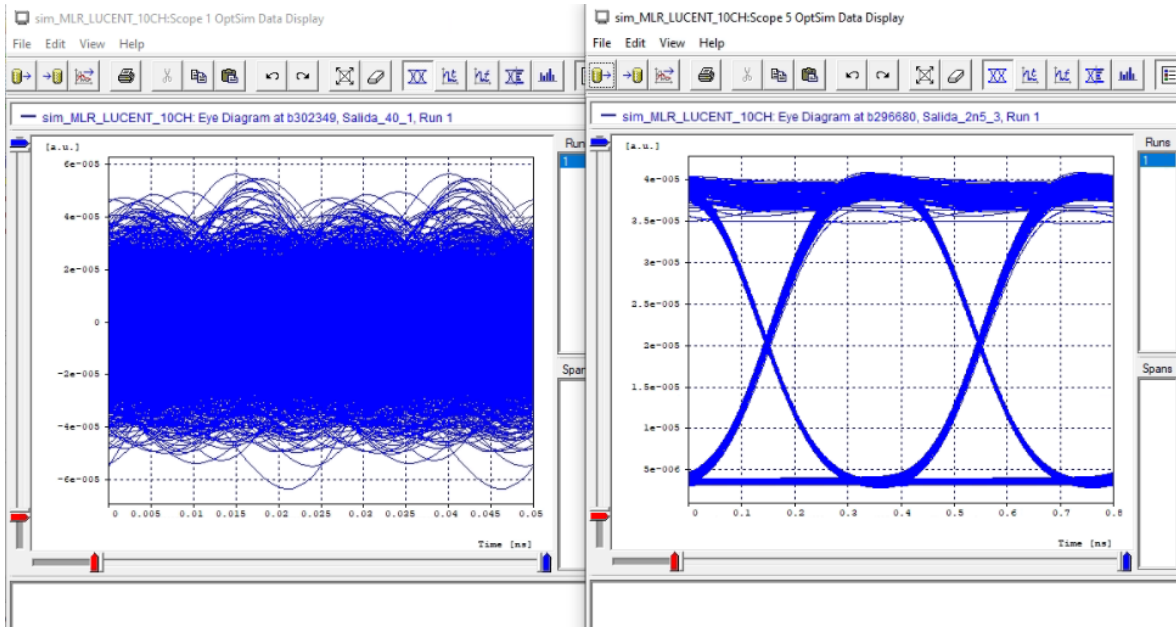 sim_MLR_LUCENT_10CH:Scope 1 OptSim Data Display
File Edit View Help
sim_MLR_LUCENT_10CH: Eye Diagram at b302349, Salida_40_1, Run 1
[a.u.]
Run
1
6e-005
4e-005
2e-005
0
-2e-005
-4e-005
-6e-005
0 0.005 0.01 0.015 0.02 0.025 0.03 0.035 0.04 0.045 0.05
Time [ns]
Span
sim_MLR_LUCENT_10CH:Scope 5 OptSim Data Display
File Edit View Help
sim_MLR_LUCENT_10CH: Eye Diagram at b296680, Salida_2n5_3, Run 1
[a.u.]
Runs
1
4e-005
3.5e-005
3e-005
2.5e-005
2e-005
1.5e-005
1e-005
5e-006
0 0.1 0.2 0.3 0.4 0.5 0.6 0.7 0.8
Time [ns]
Spans